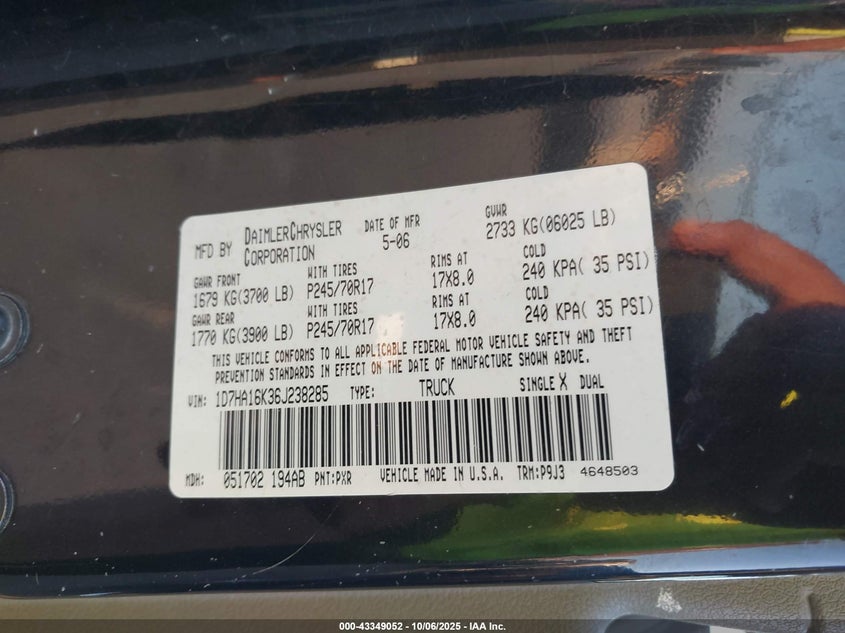 MFD BY DAIMLERCHRYSLER CORPORATION DATE OF MFR 5-06 GVWR 2733 KG(06025 LB)
GAWR FRONT WITH TIRES RIMS AT COLD
1679 KG(3700 LB) P245/70R17 17X8.0 240 KPA( 35 PSI)
GAWR REAR WITH TIRES RIMS AT COLD
1770 KG(3900 LB) P245/70R17 17X8.0 240 KPA( 35 PSI)
THIS VEHICLE CONFORMS TO ALL APPLICABLE FEDERAL MOTOR VEHICLE SAFETY AND THEFT
PREVENTION STANDARDS IN EFFECT ON THE DATE OF MANUFACTURE SHOWN ABOVE.
VIN: 1D7HA16K36J238285 TYPE: TRUCK SINGLE X DUAL
MDH: 051702 194AB PNT:PXR VEHICLE MADE IN U.S.A. TRM:P9J3 4648503
000-43349052 - 10/06/2025 - IAA Inc.